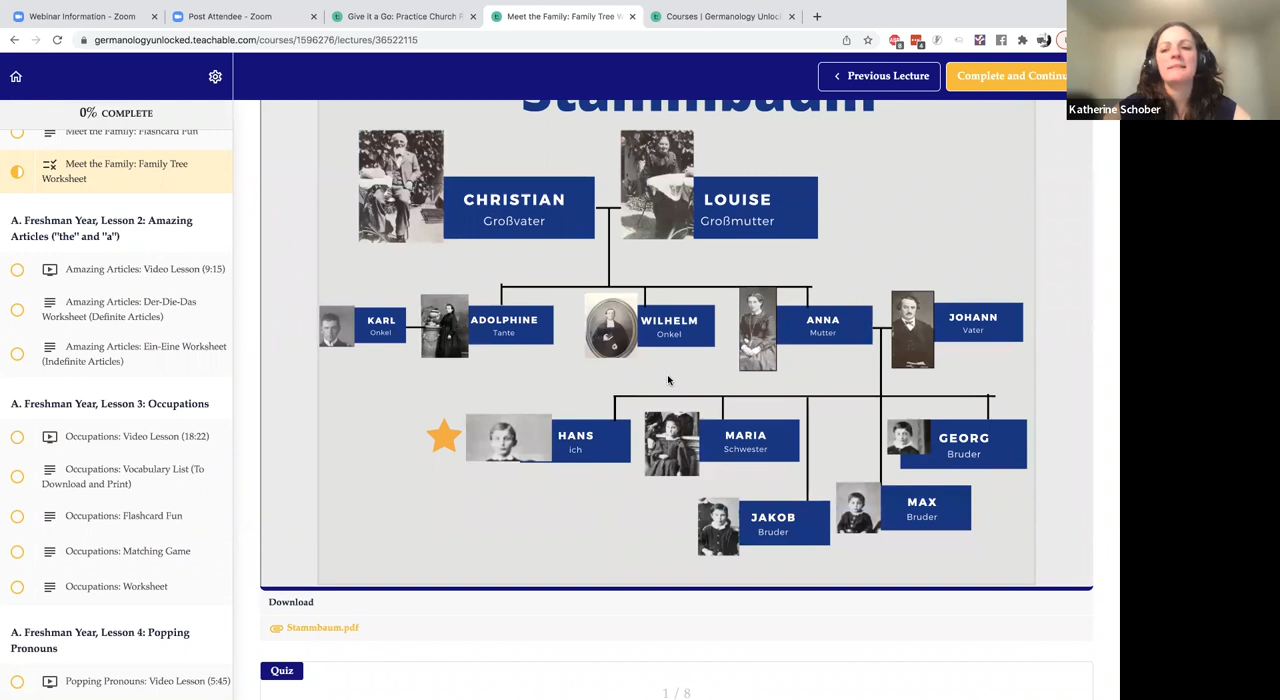 Webinar Information - Zoom
Post Attendee - Zoom
Give it a Go: Practice Church
Meet the Family: Family Tree W
Courses | Germanology Unloc
germanologyunlocked.teachable.com/courses/1596276/lectures/36522115
Previous Lecture
Complete and Continu
Katherine Schober
0% COMPLETE
Meet the Family: Flashcard Fun
Meet the Family: Family Tree
Worksheet
A. Freshman Year, Lesson 2: Amazing
Articles ("the" and "a")
Amazing Articles: Video Lesson (9:15)
Amazing Articles: Der-Die-Das
Worksheet (Definite Articles)
Amazing Articles: Ein-Eine Worksheet
(Indefinite Articles)
A. Freshman Year, Lesson 3: Occupations
Occupations: Video Lesson (18:22)
Occupations: Vocabulary List (To
Download and Print)
Occupations: Flashcard Fun
Occupations: Matching Game
Occupations: Worksheet
A. Freshman Year, Lesson 4: Popping
Pronouns
Popping Pronouns: Video Lesson (5:45)
Stammbaum
CHRISTIAN
Großvater
LOUISE
Großmutter
KARL
Onkel
ADOLPHINE
Tante
WILHELM
Onkel
ANNA
Mutter
JOHANN
Vater
HANS
ich
MARIA
Schwester
GEORG
Bruder
JAKOB
Bruder
MAX
Bruder
Download
Stammbaum.pdf
Quiz
1 / 8